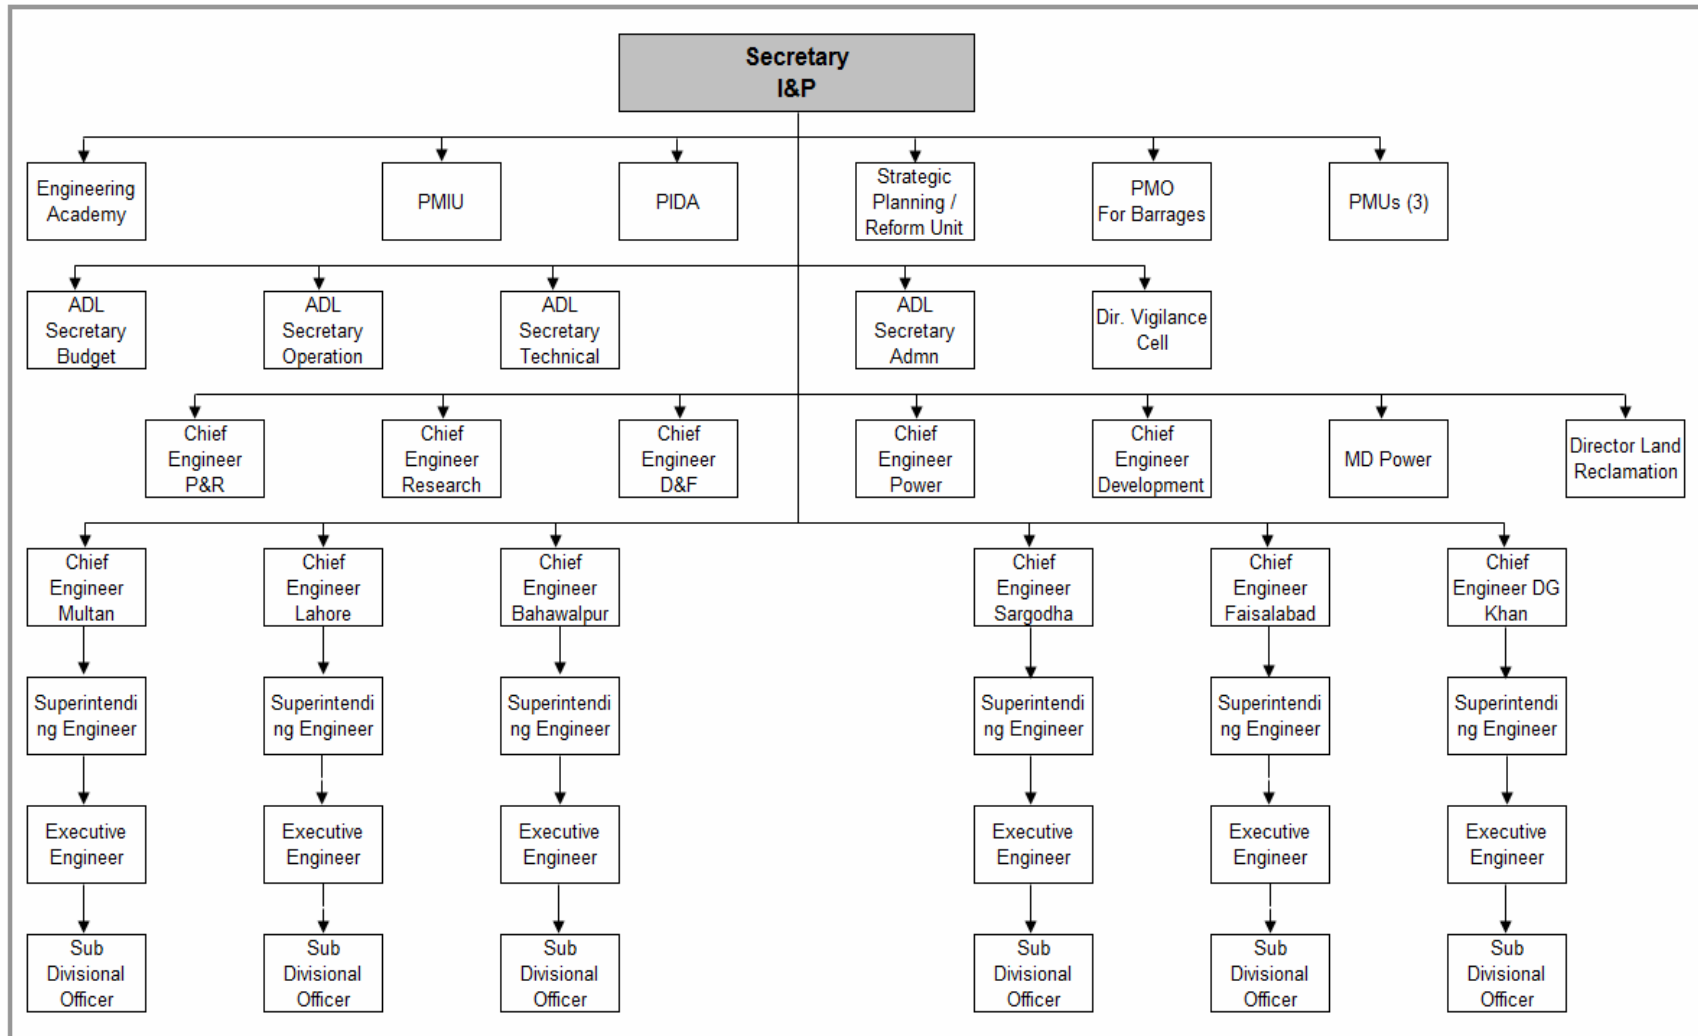 Secretary
I&P
Engineering
Academy
PMIU
PIDA
Strategic
Planning /
Reform Unit
PMO
For Barrages
PMUs (3)
ADL
Secretary
Budget
ADL
Secretary
Operation
ADL
Secretary
Technical
ADL
Secretary
Admn
Dir. Vigilance
Cell
Chief
Engineer
P&R
Chief
Engineer
Research
Chief
Engineer
D&F
Chief
Engineer
Power
Chief
Engineer
Development
MD Power
Director Land
Reclamation
Chief
Engineer
Multan
Chief
Engineer
Lahore
Chief
Engineer
Bahawalpur
Chief
Engineer
Sargodha
Chief
Engineer
Faisalabad
Chief
Engineer DG
Khan
Superintendi
ng Engineer
Superintendi
ng Engineer
Superintendi
ng Engineer
Superintendi
ng Engineer
Superintendi
ng Engineer
Superintendi
ng Engineer
Executive
Engineer
Executive
Engineer
Executive
Engineer
Executive
Engineer
Executive
Engineer
Executive
Engineer
Sub
Divisional
Officer
Sub
Divisional
Officer
Sub
Divisional
Officer
Sub
Divisional
Officer
Sub
Divisional
Officer
Sub
Divisional
Officer